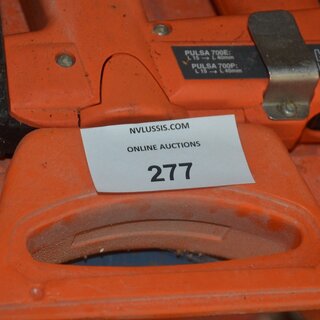 PULSA 700E:
L 15 → L 40mm
PULSA 700P:
L 15 → L 40mm
NVLUSSIS.COM
ONLINE AUCTIONS
277